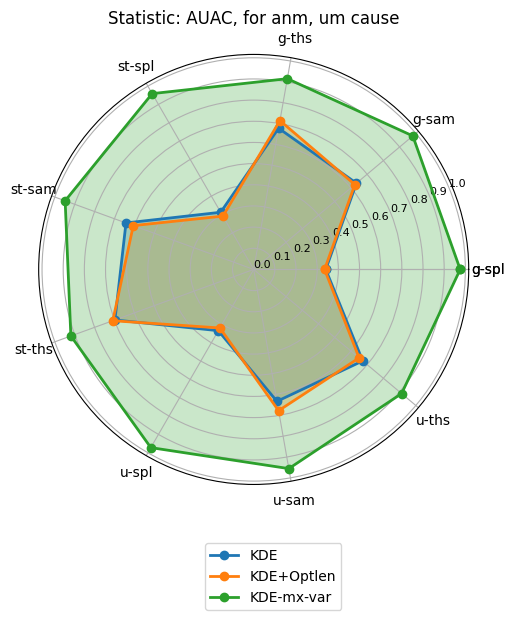 Statistic: AUAC, for anm, um cause
g-ths
st-spl
g-sam
st-sam
0.0 0.1 0.2 0.3 0.4 0.5 0.6 0.7 0.8 0.9 1.0
g-spl
st-ths
u-ths
u-spl
u-sam
KDE
KDE+Optlen
KDE-mx-var